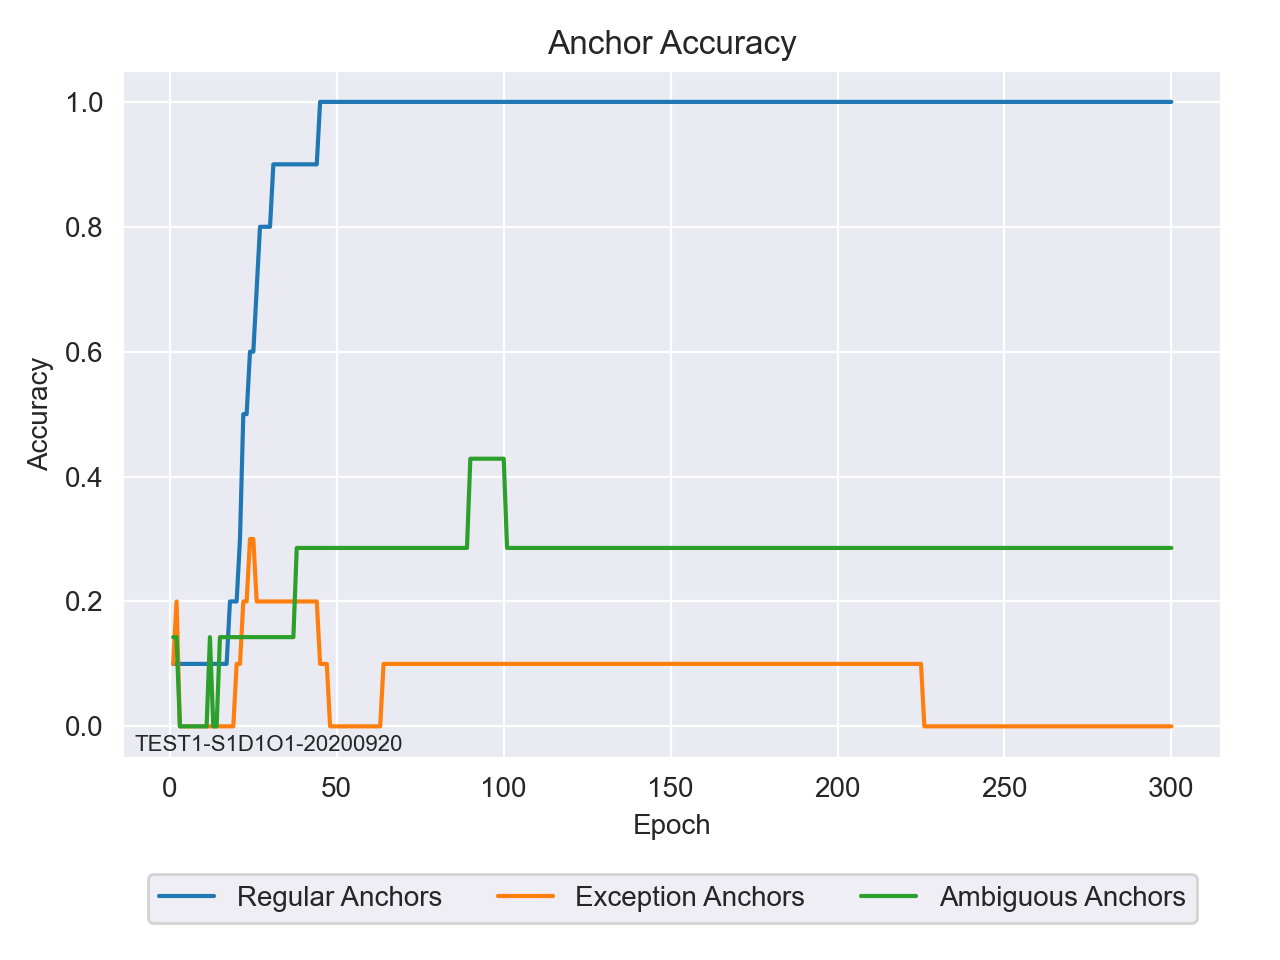 Anchor Accuracy
1.0
0.8
0.6
0.4
0.2
0.0
Accuracy
TEST1-S1D1O1-20200920
0 50 100 150 200 250 300
Epoch
Regular Anchors Exception Anchors Ambiguous Anchors